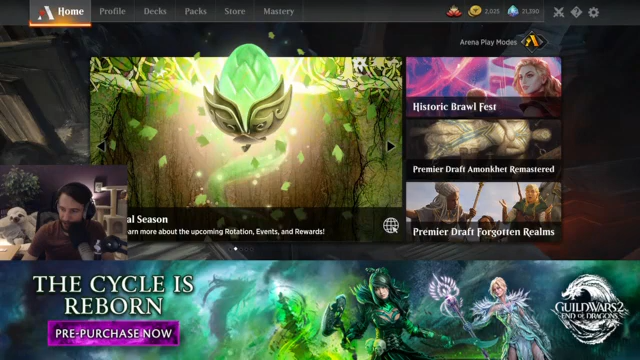 Home Profile Decks Packs Store Mastery 2,025 31,390
Arena Play Modes
Historic Brawl Fest
Premier Draft Amonkhet Remastered
al Season
earn more about the upcoming Rotation, Events, and Rewards!
Premier Draft Forgotten Realms
THE CYCLE IS
REBORN
PRE-PURCHASE NOW
GUILD WARS 2
END OF DRAGONS